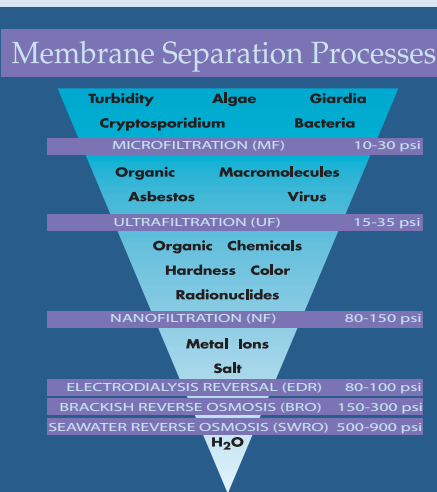 Membrane Separation Processes
Turbidity Algae Giardia
Cryptosporidium Bacteria
MICROFILTRATION (MF) 10-30 psi
Organic Macromolecules
Asbestos Virus
ULTRAFILTRATION (UF) 15-35 psi
Organic Chemicals
Hardness Color
Radionuclides
NANOFILTRATION (NF) 80-150 psi
Metal Ions
Salt
ELECTRODIALYSIS REVERSAL (EDR) 80-100 psi
BRACKISH REVERSE OSMOSIS (BRO) 150-300 psi
SEAWATER REVERSE OSMOSIS (SWRO) 500-900 psi
H₂O